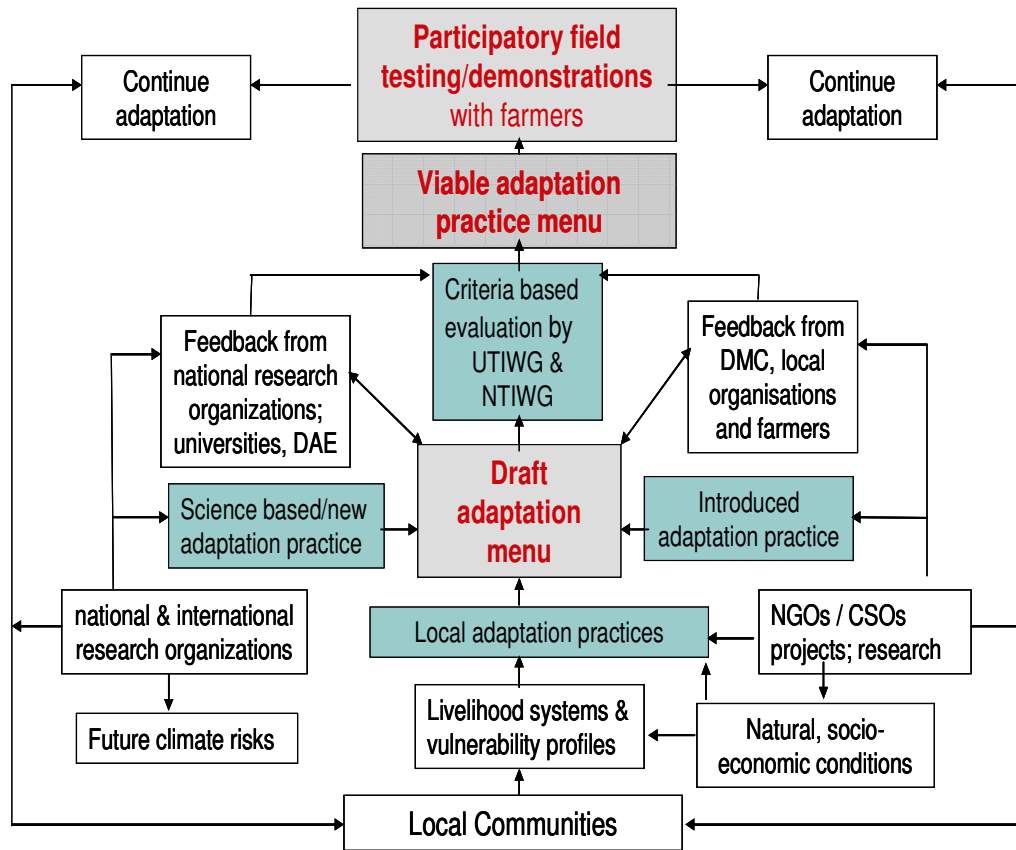 Participatory field
testing/demonstrations
with farmers
Continue
adaptation
Continue
adaptation
Viable adaptation
practice menu
Criteria based
evaluation by
UTIWG &
NTIWG
Feedback from
national research
organizations;
universities, DAE
Feedback from
DMC, local
organisations
and farmers
Draft
adaptation
menu
Science based/new
adaptation practice
Introduced
adaptation practice
national & international
research organizations
Local adaptation practices
NGOs / CSOs
projects; research
Future climate risks
Livelihood systems &
vulnerability profiles
Natural, socio-
economic conditions
Local Communities